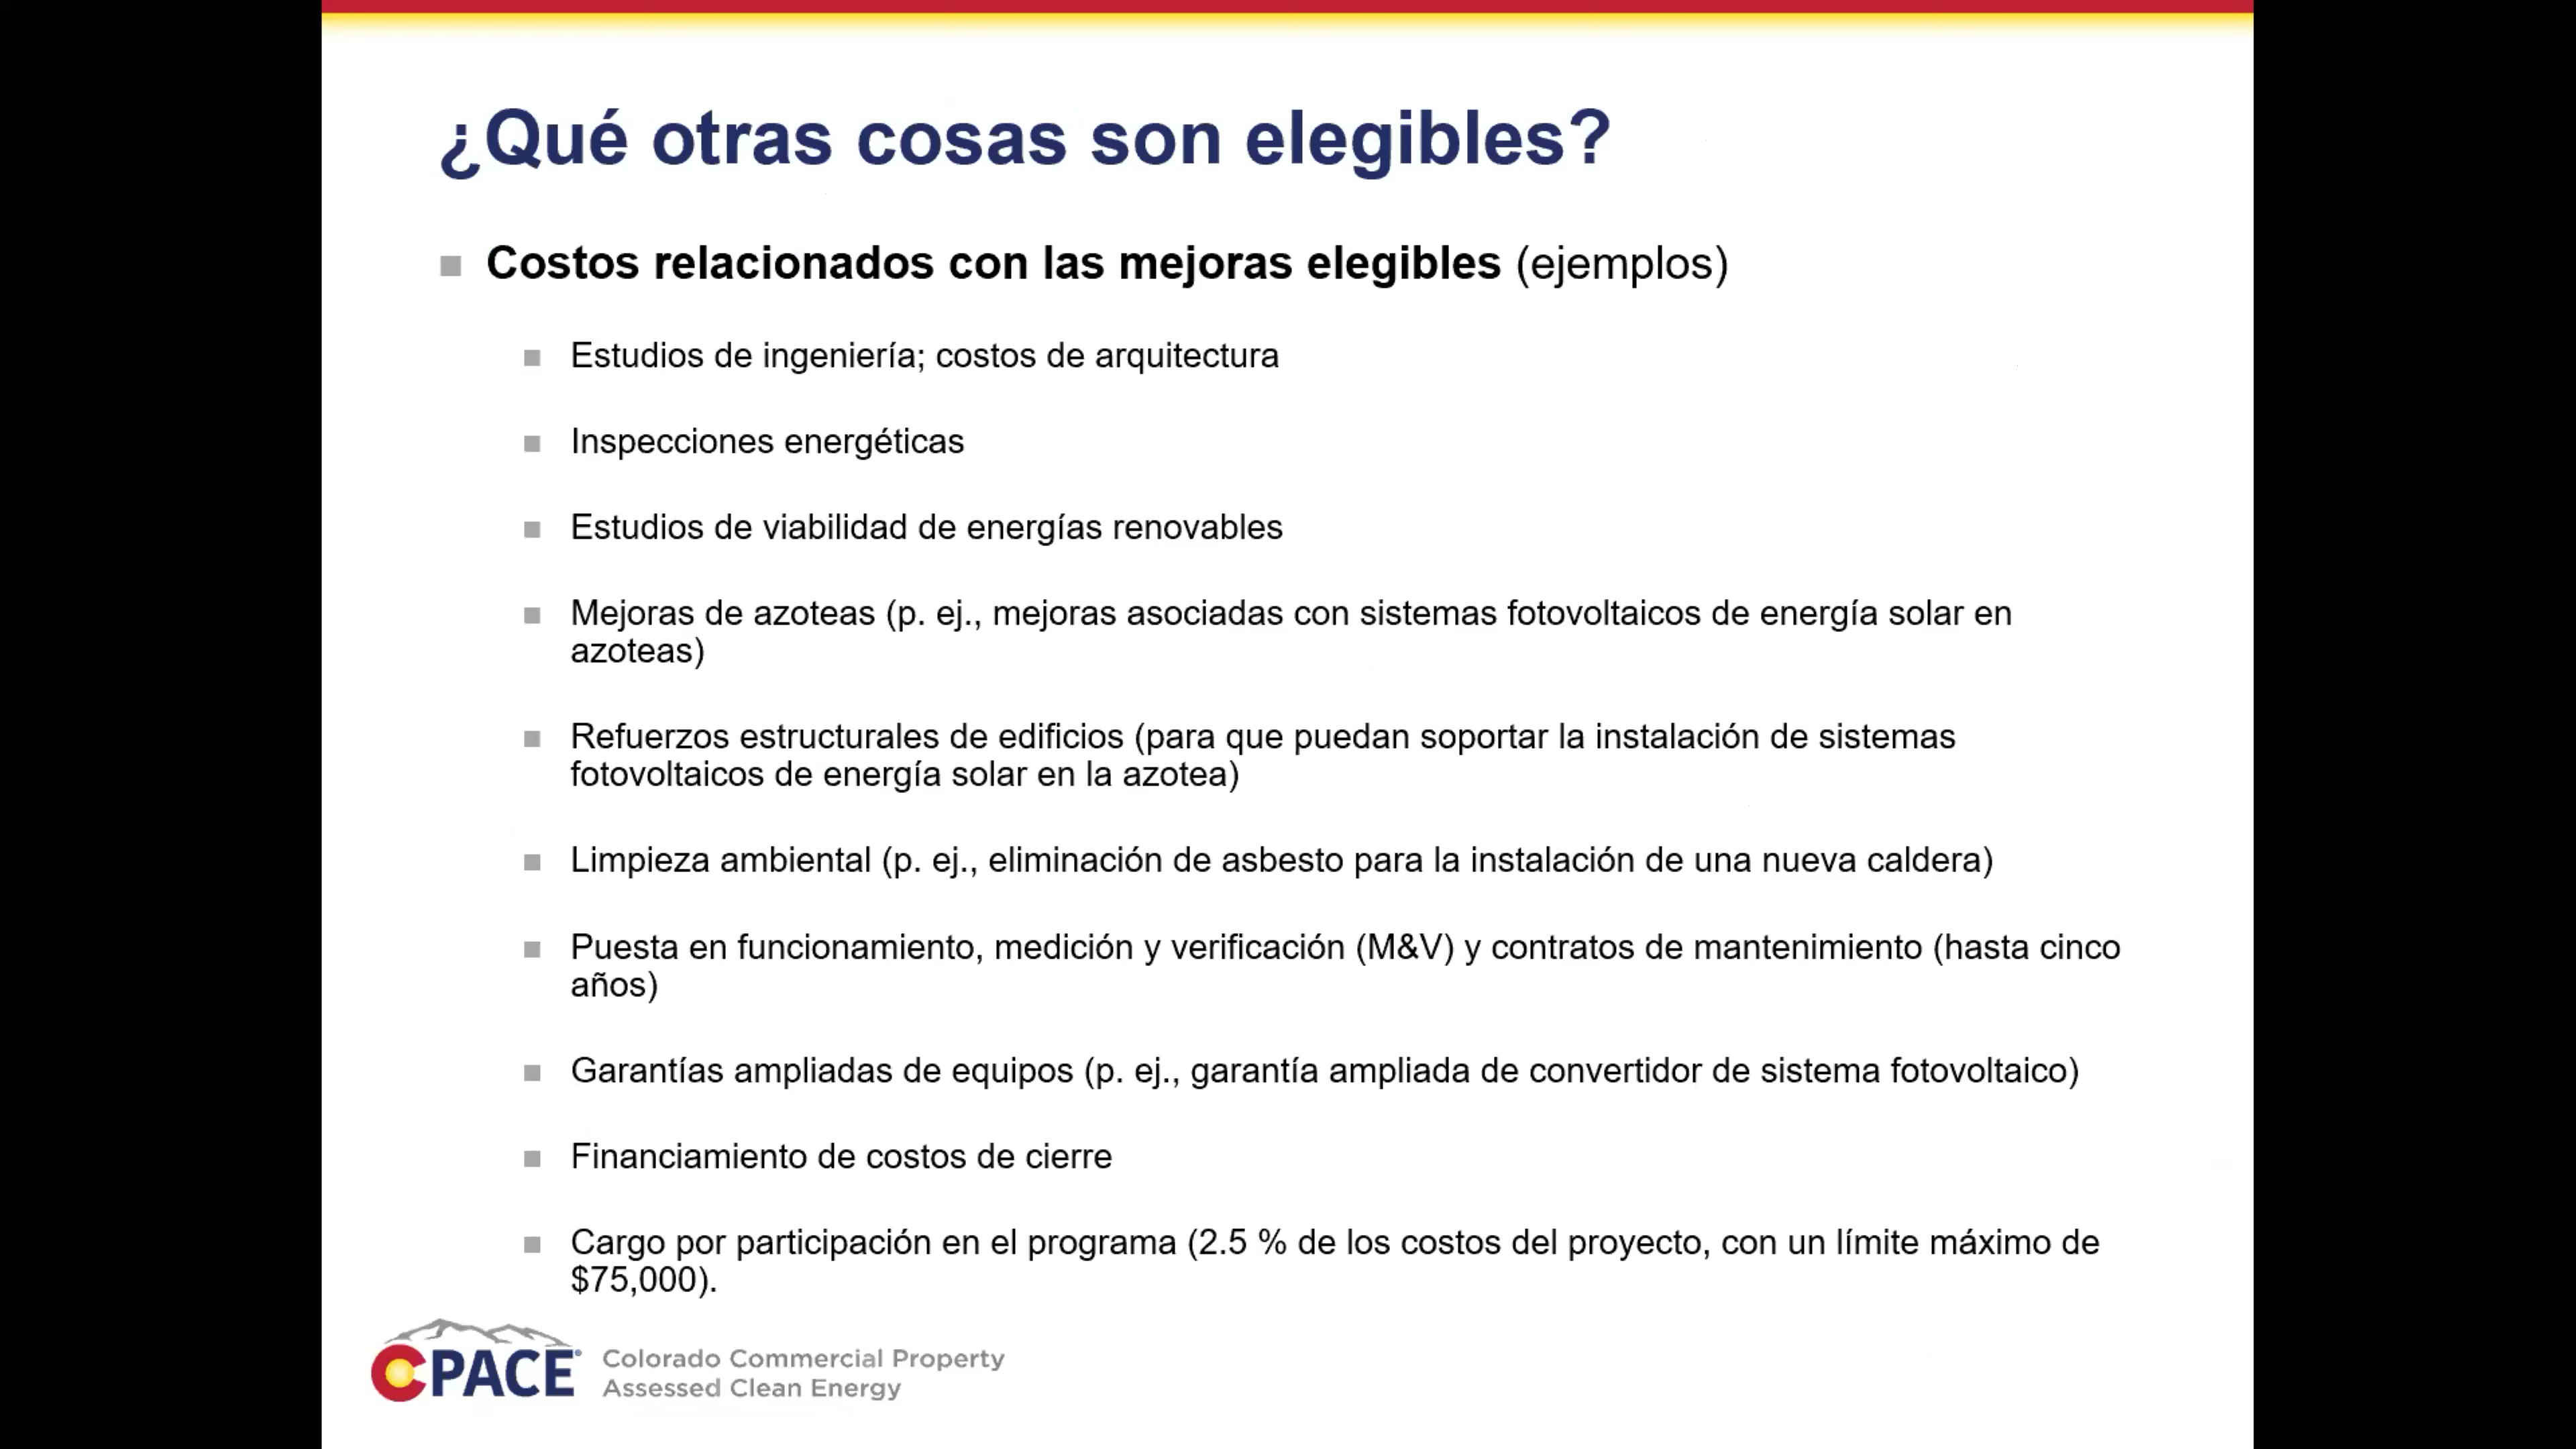 ¿Qué otras cosas son elegibles?
Costos relacionados con las mejoras elegibles (ejemplos)
Estudios de ingeniería; costos de arquitectura
Inspecciones energéticas
Estudios de viabilidad de energías renovables
Mejoras de azoteas (p. ej., mejoras asociadas con sistemas fotovoltaicos de energía solar en
azoteas)
Refuerzos estructurales de edificios (para que puedan soportar la instalación de sistemas
fotovoltaicos de energía solar en la azotea)
Limpieza ambiental (p. ej., eliminación de asbesto para la instalación de una nueva caldera)
Puesta en funcionamiento, medición y verificación (M&V) y contratos de mantenimiento (hasta cinco
años)
Garantías ampliadas de equipos (p. ej., garantía ampliada de convertidor de sistema fotovoltaico)
Financiamiento de costos de cierre
Cargo por participación en el programa (2.5 % de los costos del proyecto, con un límite máximo de
$75,000).
CPACE®
Colorado Commercial Property
Assessed Clean Energy